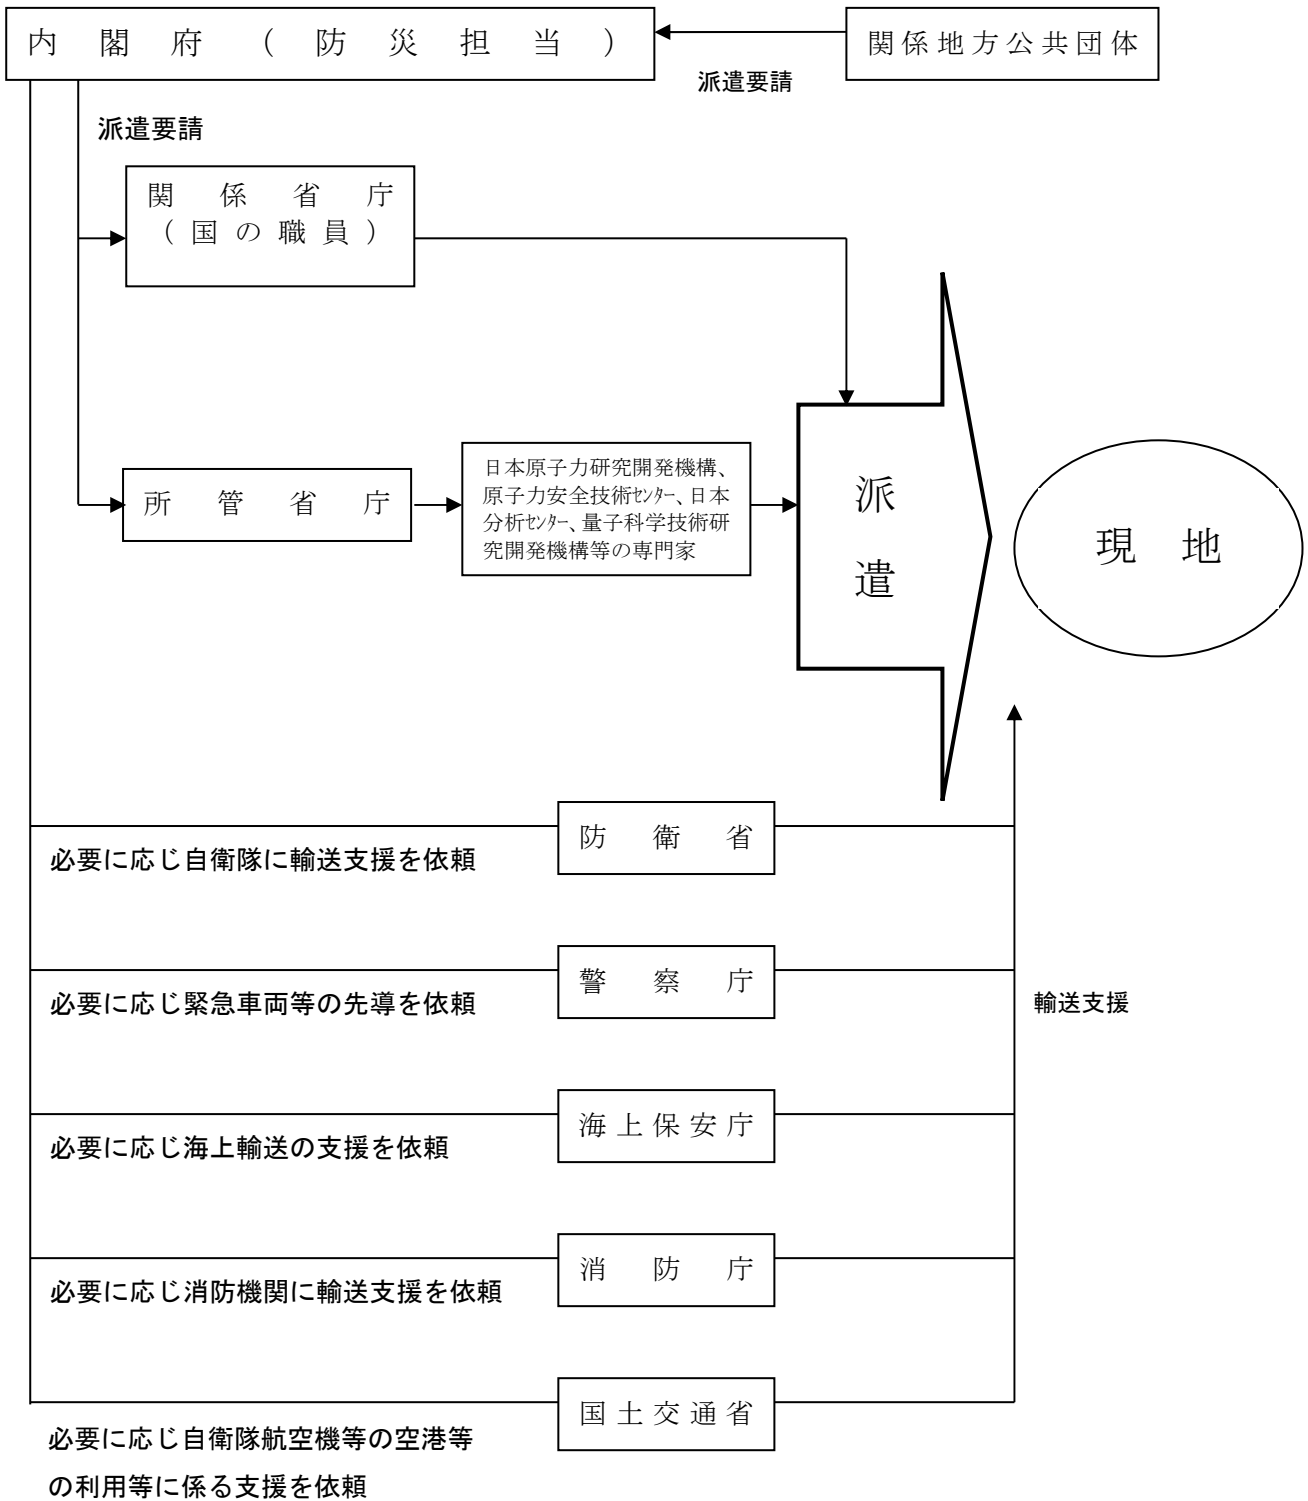 内閣府（防災担当）
関係地方公共団体
派遣要請
派遣要請
関係省庁
（国の職員）
所管省庁
日本原子力研究開発機構、
原子力安全技術ｾﾝﾀｰ、日本
分析ｾﾝﾀｰ、量子科学技術研
究開発機構等の専門家
派
遣
現地
防衛省
必要に応じ自衛隊に輸送支援を依頼
警察庁
必要に応じ緊急車両等の先導を依頼
輸送支援
海上保安庁
必要に応じ海上輸送の支援を依頼
消防庁
必要に応じ消防機関に輸送支援を依頼
国土交通省
必要に応じ自衛隊航空機等の空港等
の利用等に係る支援を依頼